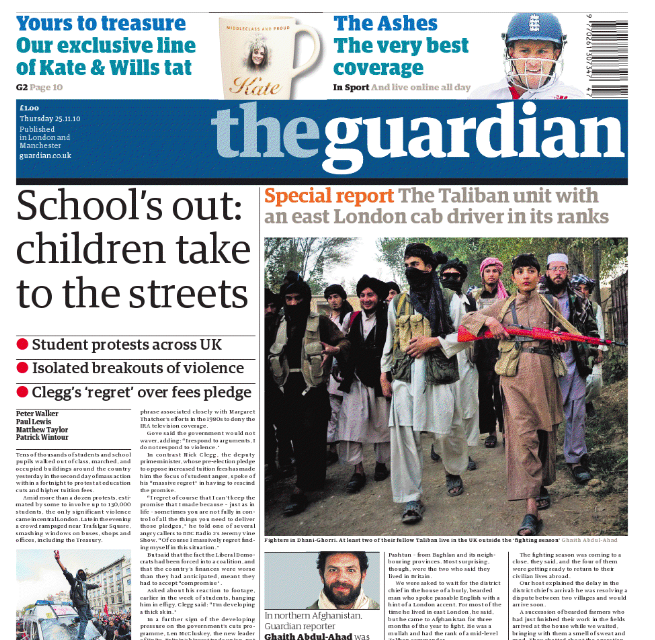 Yours to treasure
Our exclusive line
of Kate & Wills tat
G2 Page 10
MIDDLECLASS AND PROUD
Kate
The Ashes
The very best
coverage
In Sport And live online all day
£1.00
Thursday 25.11.10
Published
in London and
Manchester
guardian.co.uk
theguardian
School's out:
children take
to the streets
Student protests across UK
Isolated breakouts of violence
Clegg's 'regret' over fees pledge
Peter Walker
Paul Lewis
Matthew Taylor
Patrick Wintour
Tens of thousands of students and school
pupils walked out of class, marched, and
occupied buildings around the country
yesterday in the second day of mass action
within a fortnight to protest at education
cuts and higher tuition fees.
Amid more than a dozen protests, esti-
mated by some to involve up to 130,000
students, the only significant violence
came in central London. Late in the evening
a crowd rampaged near Trafalgar Square,
smashing windows on buses, shops and
offices, including the Treasury.
phrase associated closely with Margaret
Thatcher's efforts in the 1980s to deny the
IRA television coverage.
Gove said the government would not
waver, adding: "I respond to arguments, I
do not respond to violence."
In contrast Nick Clegg, the deputy
prime minister, whose pre-election pledge
to oppose increased tuition fees has made
him the focus of student anger, spoke of
his "massive regret" in having to rescind
the promise.
"I regret of course that I can't keep the
promise that I made because – just as in
life – sometimes you are not fully in con-
trol of all the things you need to deliver
those pledges," he told one of several
angry callers to BBC Radio 2's Jeremy Vine
Show. "Of course I massively regret find-
ing myself in this situation."
But said that the fact the Liberal Demo-
crats had been forced into a coalition, and
that the country's finances were worse
than they had anticipated, meant they
had to accept "compromise".
Asked about his reaction to footage,
earlier in the week of students, hanging
him in effigy, Clegg said: "I'm developing
a thick skin."
In a further sign of the developing
pressure on the government's cuts pro-
gramme, Len McCluskey, the new leader
Special report The Taliban unit with
an east London cab driver in its ranks
Fighters in Dhani-Ghorri. At least two of their fellow Taliban live in the UK outside the 'fighting season' Ghaith Abdul-Ahad
In northern Afghanistan,
Guardian reporter
Ghaith Abdul-Ahad was
Pashtun – from Baghlan and its neigh-
bouring provinces. Most surprising,
though, were the two who said they
lived in Britain.
We were asked to wait for the district
chief in the house of a burly, bearded
man who spoke passable English with a
hint of a London accent. For most of the
time he lived in east London, he said,
but he came to Afghanistan for three
months of the year to fight. He was a
mullah and had the rank of a mid-level
The fighting season was coming to a
close, they said, and the four of them
were getting ready to return to their
civilian lives abroad.
Our host explained the delay in the
district chief's arrival: he was resolving a
dispute between two villages and would
arrive soon.
A succession of bearded farmers who
had just finished their work in the fields
arrived at the house while we waited,
bringing with them a smell of sweat and